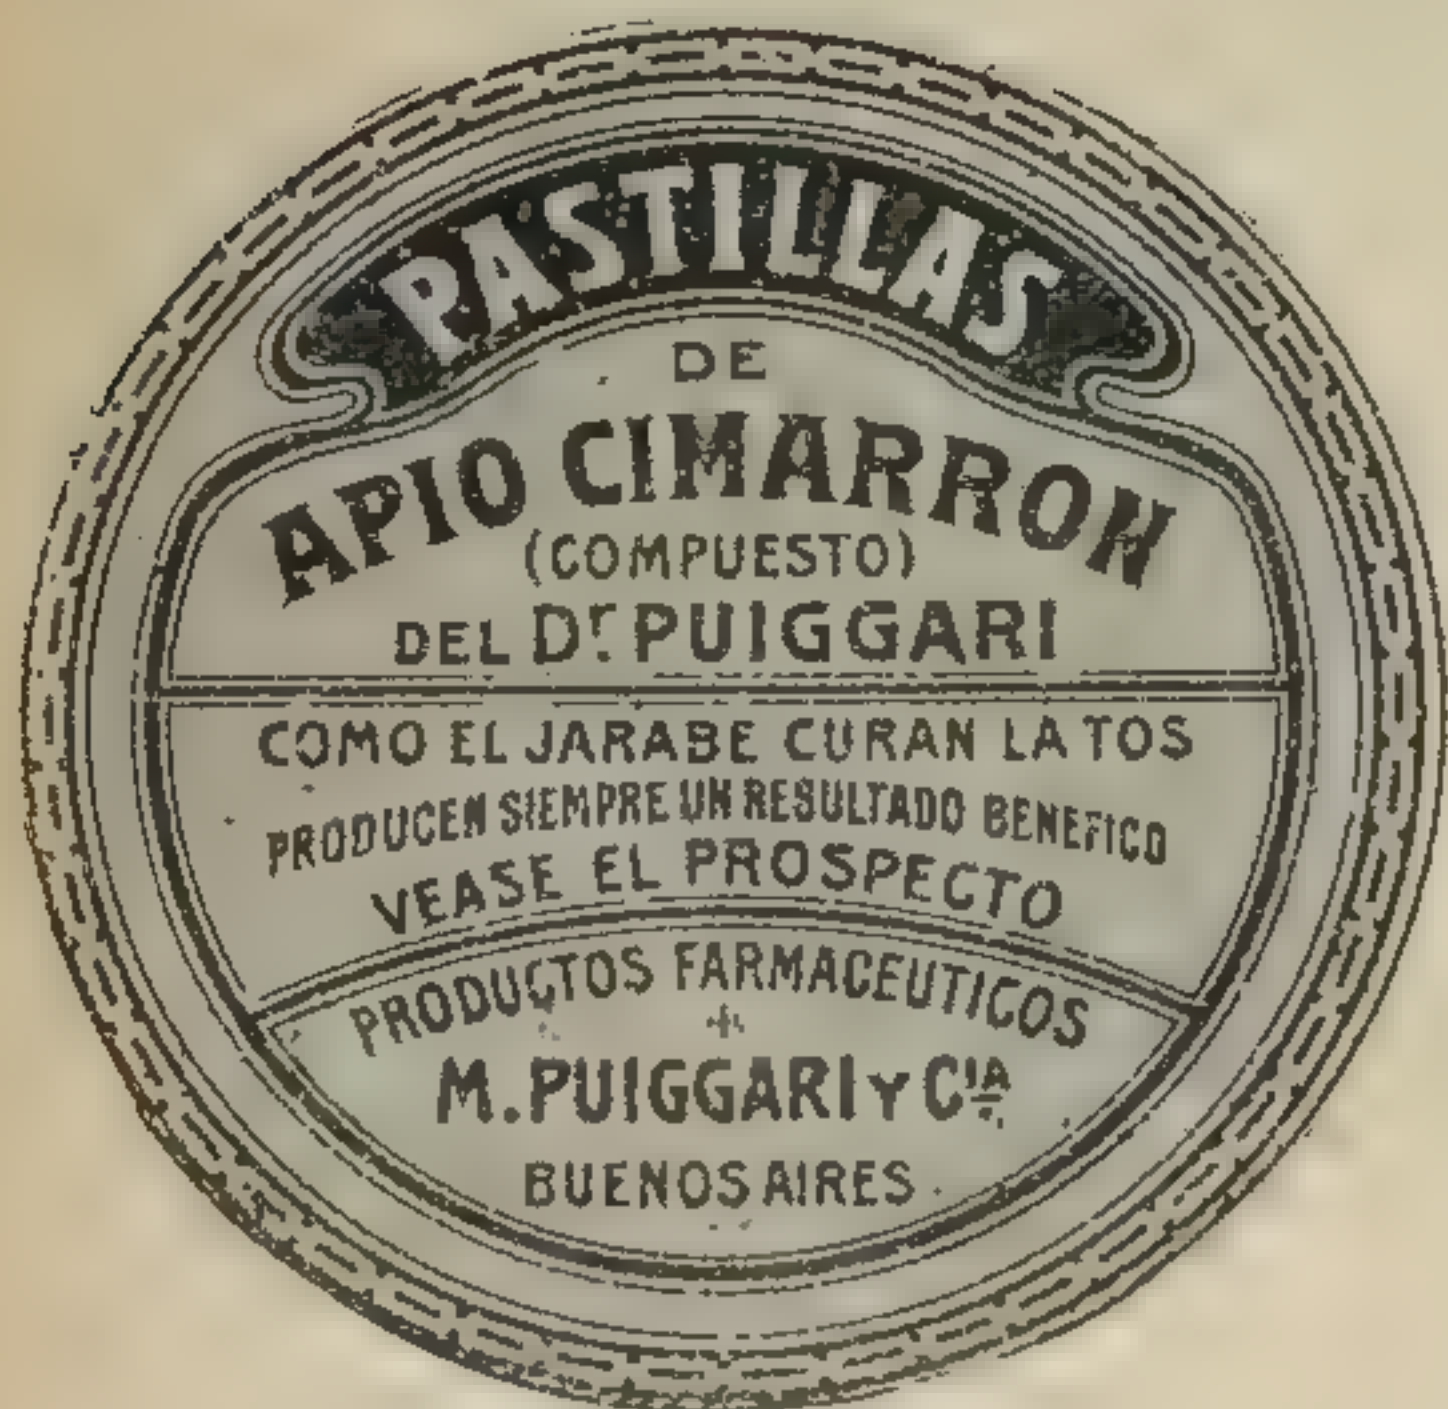 PASTILLAS
DE
APIO CIMARRON
(COMPUESTO)
DEL Dr. PUIGGARI
COMO EL JARABE CURAN LA TOS
PRODUCEN SIEMPRE UN RESULTADO BENEFICO
VEASE EL PROSPECTO
PRODUCTOS FARMACEUTICOS
M. PUIGGARI Y CIA
BUENOS AIRES